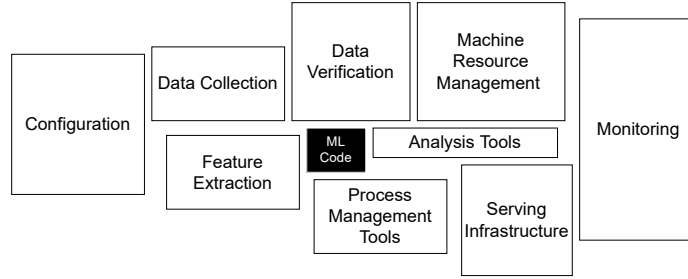 Configuration
Data Collection
Data
Verification
Machine
Resource
Management
Monitoring
Feature
Extraction
ML
Code
Analysis Tools
Process
Management
Tools
Serving
Infrastructure